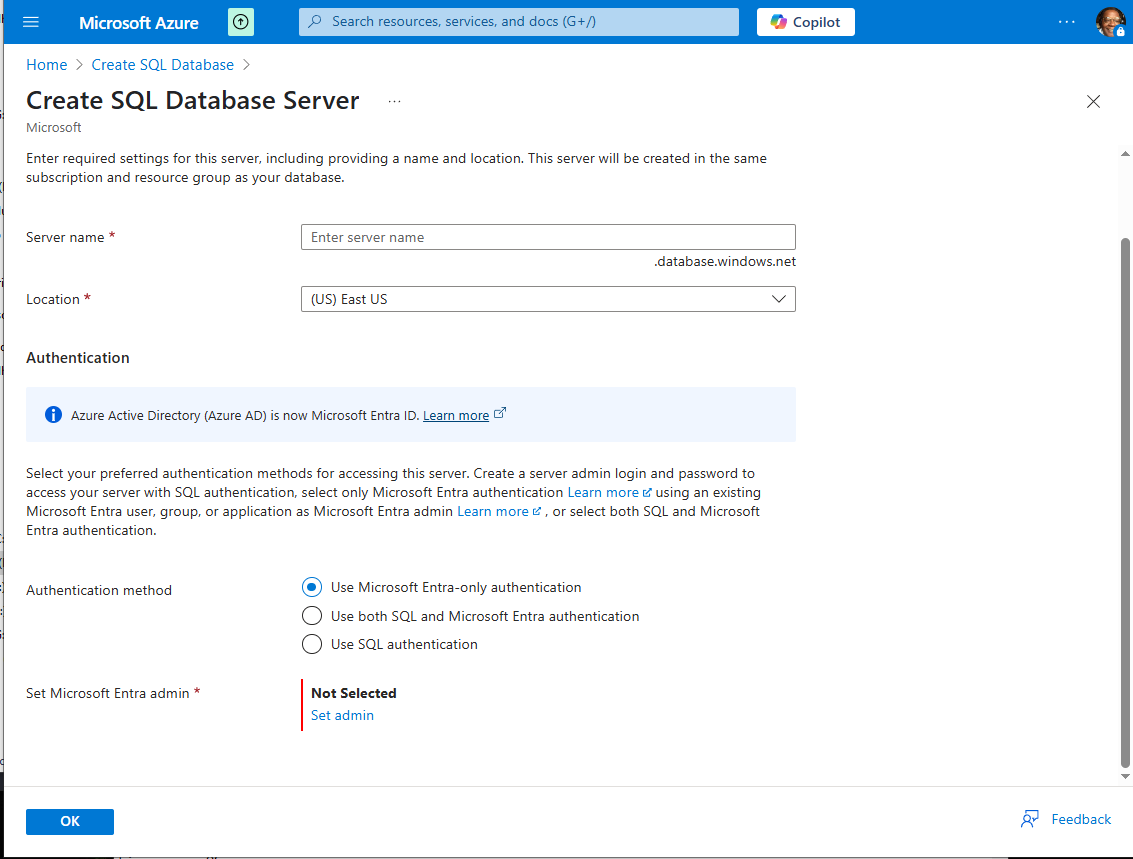 Microsoft Azure
Search resources, services, and docs (G+/)
Copilot
...
Home > Create SQL Database >
Create SQL Database Server
...
Microsoft
Enter required settings for this server, including providing a name and location. This server will be created in the same
subscription and resource group as your database.
Server name *
Enter server name
.database.windows.net
Location *
(US) East US
Authentication
Azure Active Directory (Azure AD) is now Microsoft Entra ID. Learn more
Select your preferred authentication methods for accessing this server. Create a server admin login and password to
access your server with SQL authentication, select only Microsoft Entra authentication Learn more using an existing
Microsoft Entra user, group, or application as Microsoft Entra admin Learn more , or select both SQL and Microsoft
Entra authentication.
Authentication method
Use Microsoft Entra-only authentication
Use both SQL and Microsoft Entra authentication
Use SQL authentication
Set Microsoft Entra admin *
Not Selected
Set admin
OK
Feedback